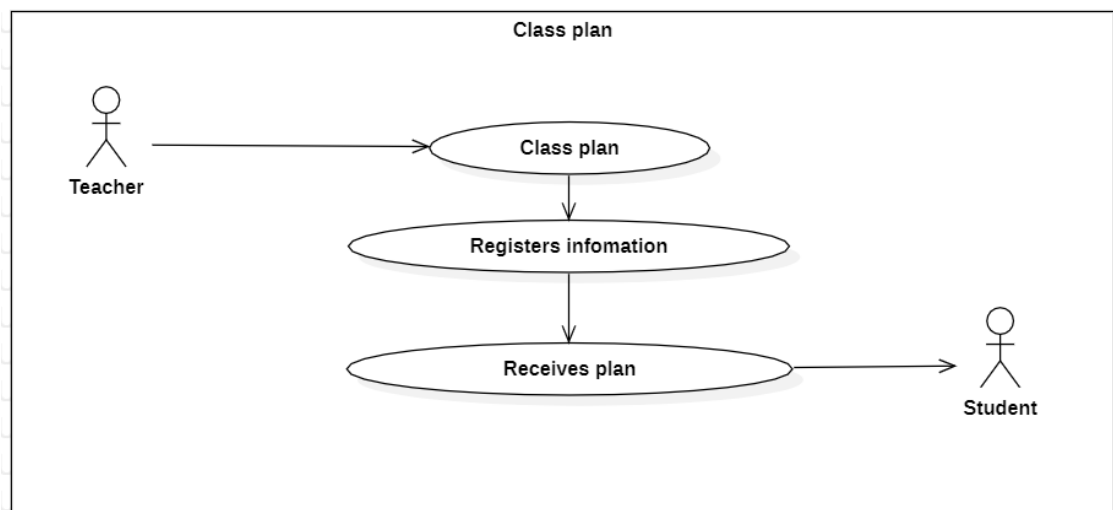 Class plan
Class plan
Teacher
Registers infomation
Receives plan
Student